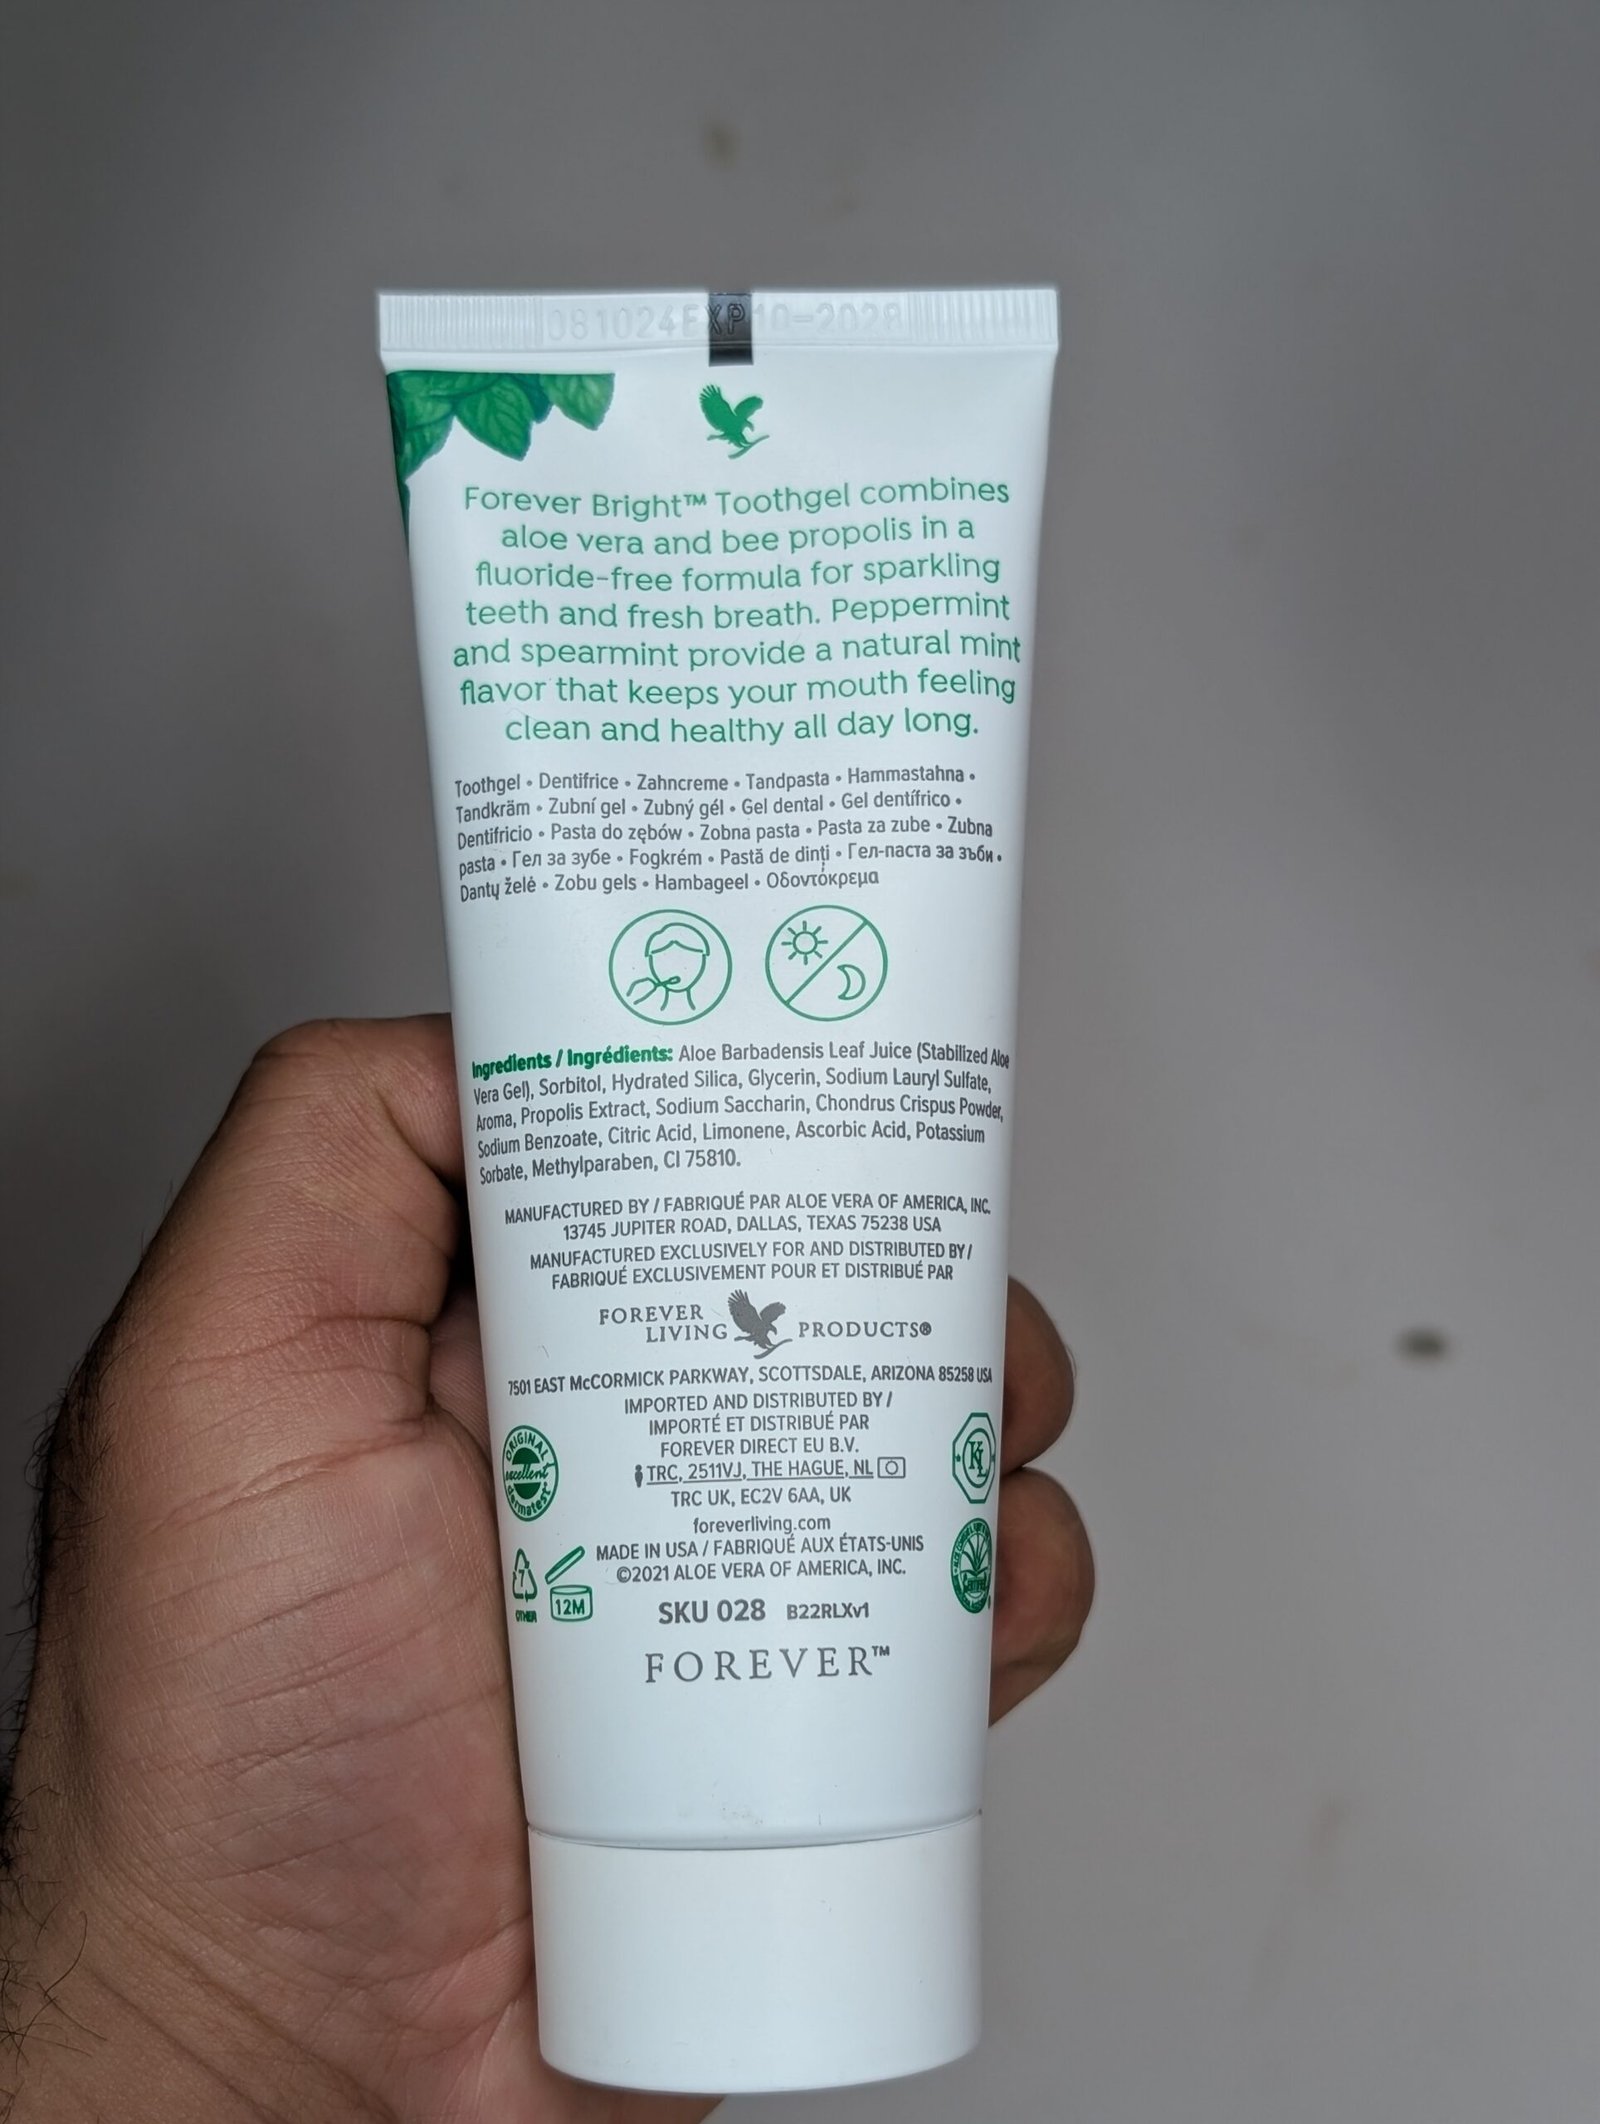 081024EXP10-2028
Forever Bright™ Toothgel combines
aloe vera and bee propolis in a
fluoride-free formula for sparkling
teeth and fresh breath. Peppermint
and spearmint provide a natural mint
flavor that keeps your mouth feeling
clean and healthy all day long.
Toothgel • Dentifrice • Zahncreme • Tandpasta • Hammastahna •
Tandkräm • Zubní gel • Zubný gél • Gel dental • Gel dentífrico •
Dentifricio • Pasta do zębów • Zobna pasta • Pasta za zube • Zubna
pasta • Гел за зубе • Fogkrém • Pastă de dinți • Гел-паста за зъби •
Dantų želė • Zobu gels • Hambageel • Οδοντόκρεμα
Ingredients / Ingrédients: Aloe Barbadensis Leaf Juice (Stabilized Aloe
Vera Gel), Sorbitol, Hydrated Silica, Glycerin, Sodium Lauryl Sulfate,
Aroma, Propolis Extract, Sodium Saccharin, Chondrus Crispus Powder,
Sodium Benzoate, Citric Acid, Limonene, Ascorbic Acid, Potassium
Sorbate, Methylparaben, CI 75810.
MANUFACTURED BY / FABRIQUÉ PAR ALOE VERA OF AMERICA, INC.
13745 JUPITER ROAD, DALLAS, TEXAS 75238 USA
MANUFACTURED EXCLUSIVELY FOR AND DISTRIBUTED BY /
FABRIQUÉ EXCLUSIVEMENT POUR ET DISTRIBUÉ PAR
FOREVER
LIVING PRODUCTS®
7501 EAST McCORMICK PARKWAY, SCOTTSDALE, ARIZONA 85258 USA
IMPORTED AND DISTRIBUTED BY /
IMPORTÉ ET DISTRIBUÉ PAR
FOREVER DIRECT EU B.V.
TRC, 2511VJ, THE HAGUE, NL
TRC UK, EC2V 6AA, UK
foreverliving.com
MADE IN USA / FABRIQUÉ AUX ÉTATS-UNIS
©2021 ALOE VERA OF AMERICA, INC.
SKU 028 B22RLXv1
FOREVER™
ORIGINAL
excellent
dermatest
7
OTHER
12M
KL